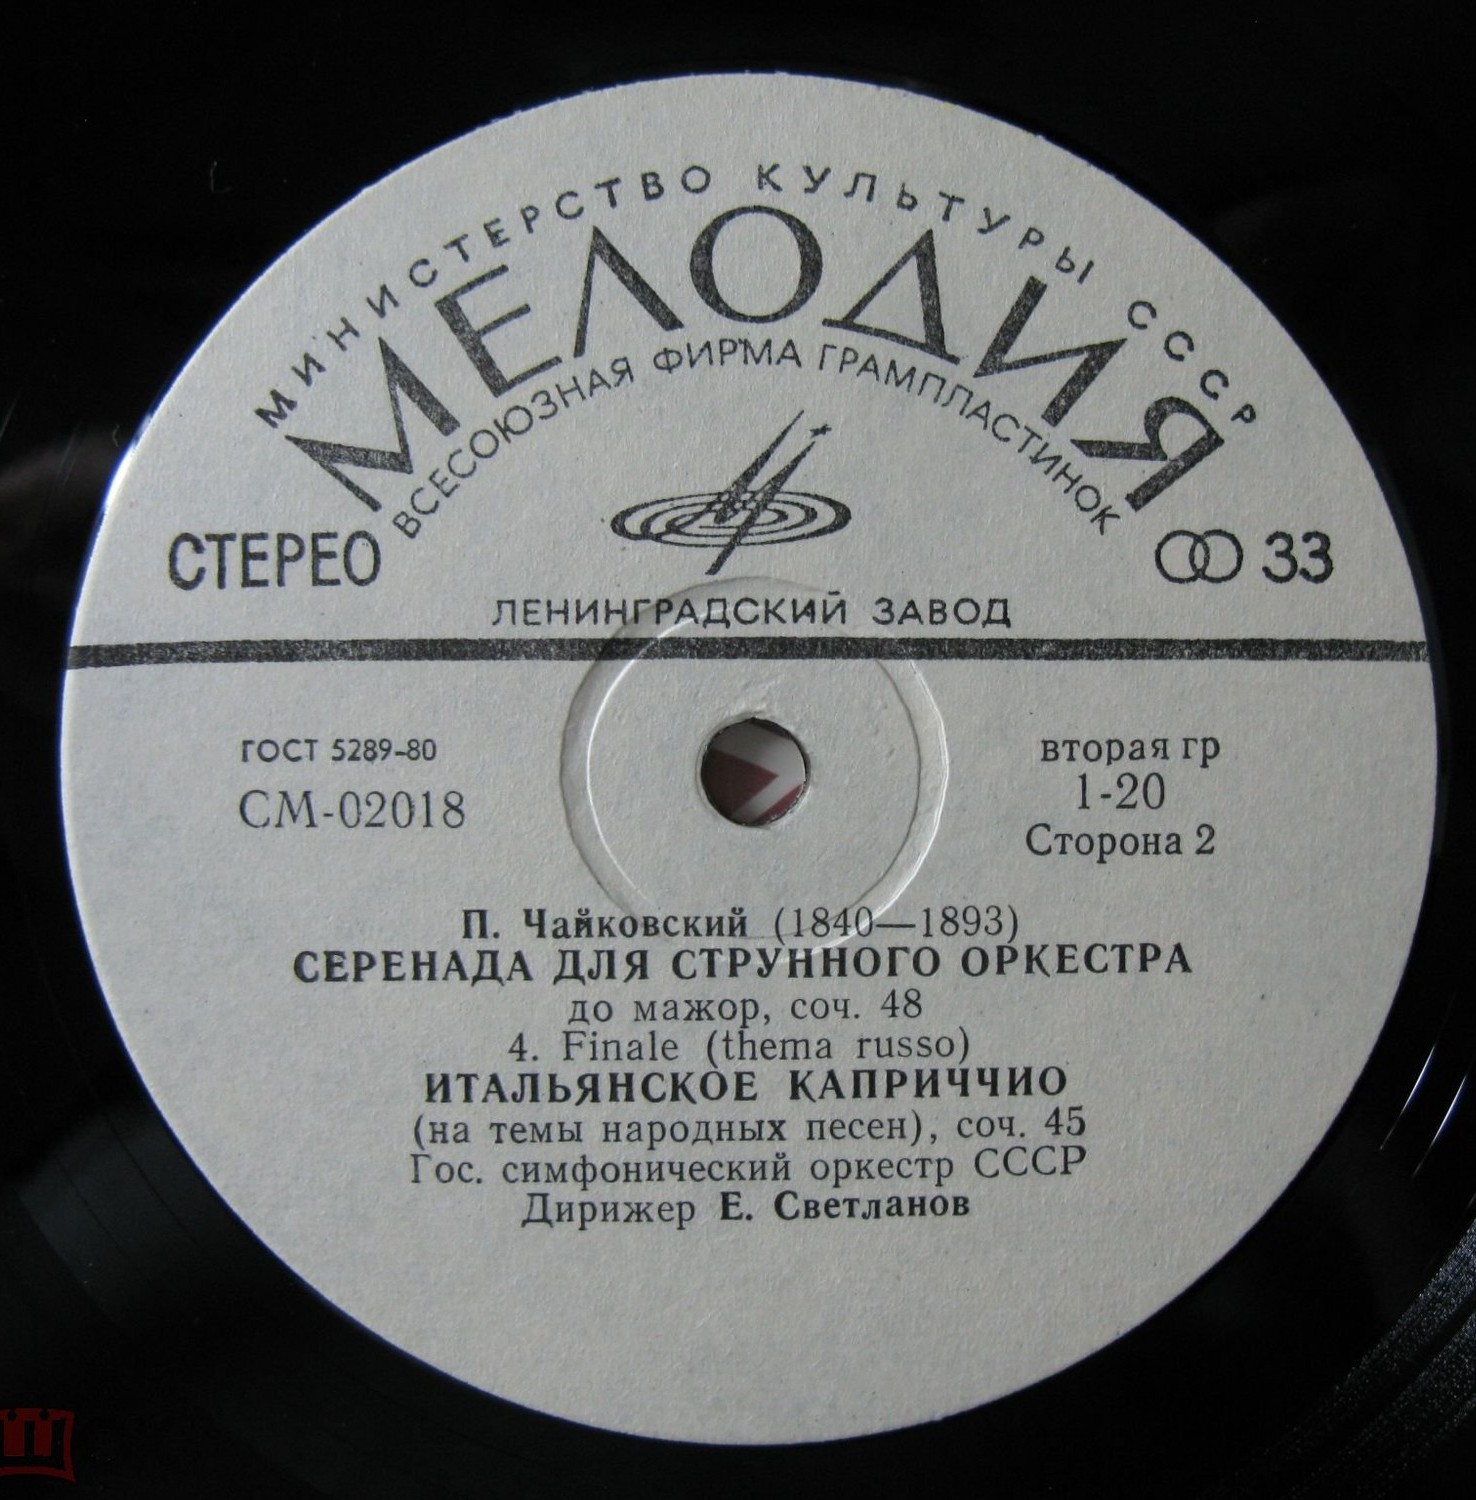 МИНИСТЕРСТВО КУЛЬТУРЫ СССР
МЕЛОДИЯ
ВСЕСОЮЗНАЯ ФИРМА ГРАМПЛАСТИНОК
СТЕРЕО
33
ЛЕНИНГРАДСКИЙ ЗАВОД
ГОСТ 5289-80
СМ-02018
вторая гр
1-20
Сторона 2
П. Чайковский (1840—1893)
СЕРЕНАДА ДЛЯ СТРУННОГО ОРКЕСТРА
до мажор, соч. 48
4. Finale (thema russo)
ИТАЛЬЯНСКОЕ КАПРИЧЧИО
(на темы народных песен), соч. 45
Гос. симфонический оркестр СССР
Дирижер Е. Светланов